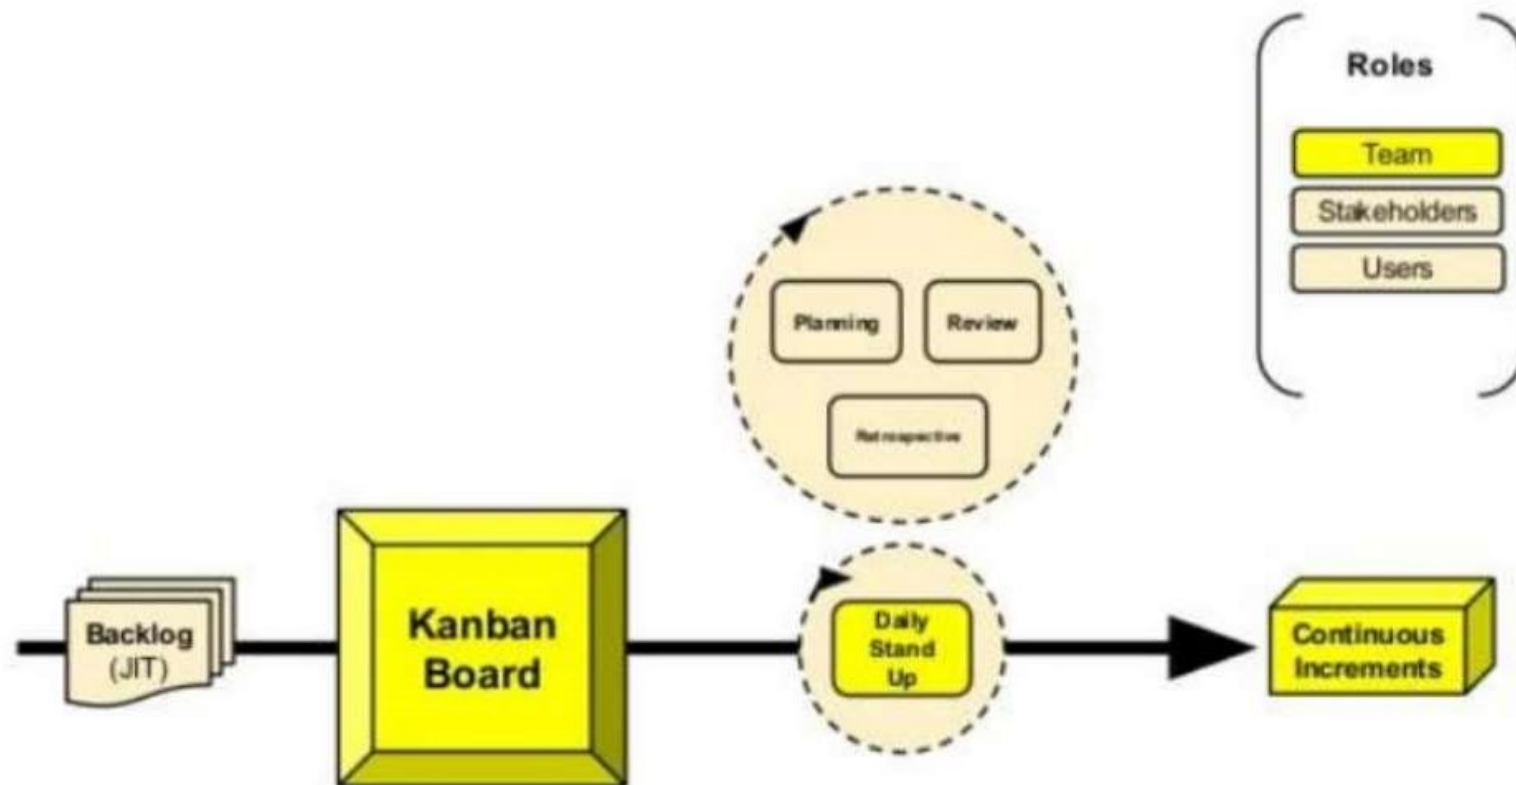 Roles
Team
Stakeholders
Users
Planning
Review
Retrospective
Backlog
(JIT)
Kanban
Board
Daily
Stand
Up
Continuous
Increments